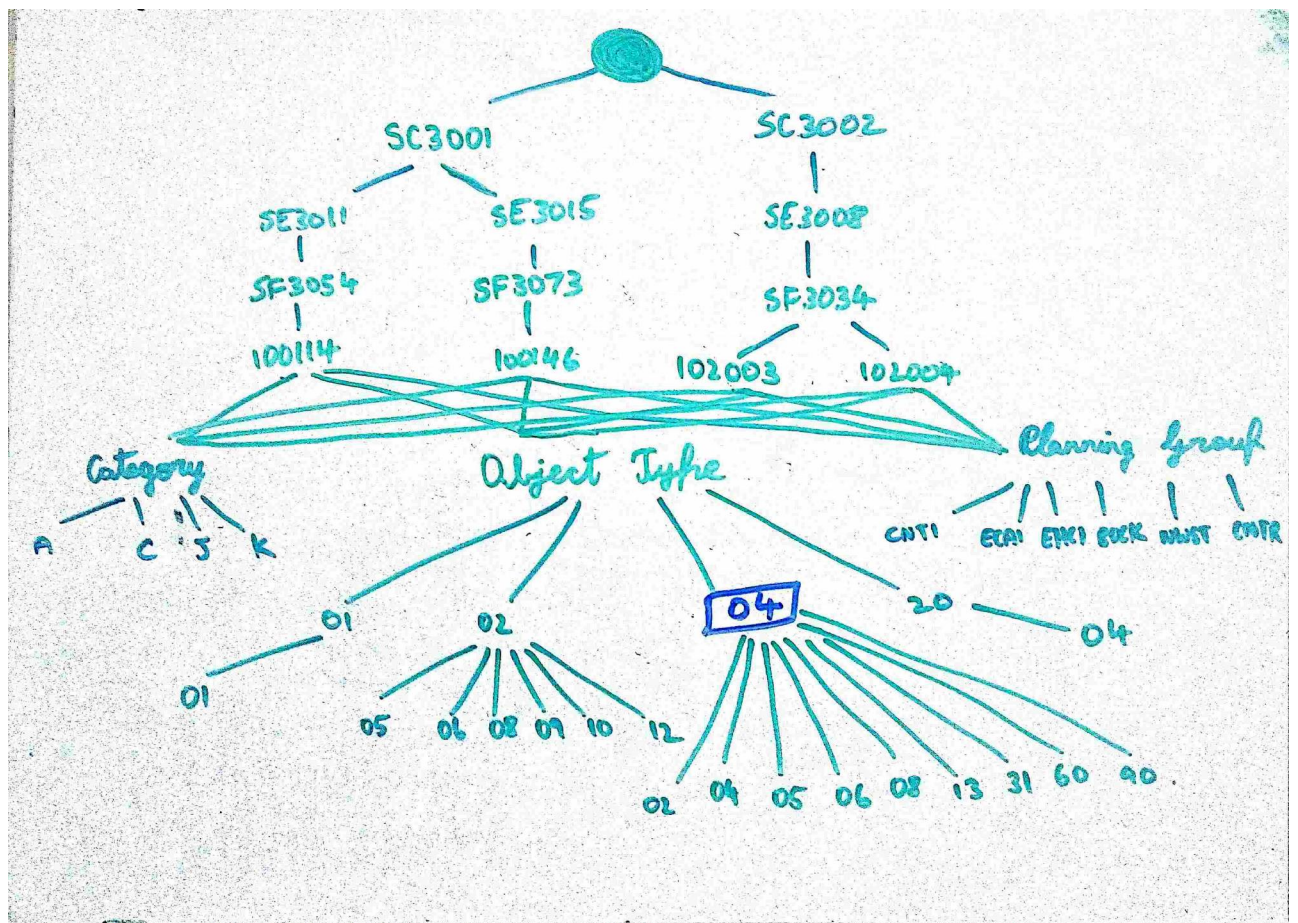 SC3001 SC3002
SE3011 SE3015 SE3008
SF3054 SF3073 SF3034
100114 100146 102003 102004
Category Object Type Planning Group
A C J K
CNT1 ECA1 EMC1 NWST
01 02 04 20 04
01
05 06 08 09 10 12
02 04 05 06 08 13 31 60 90